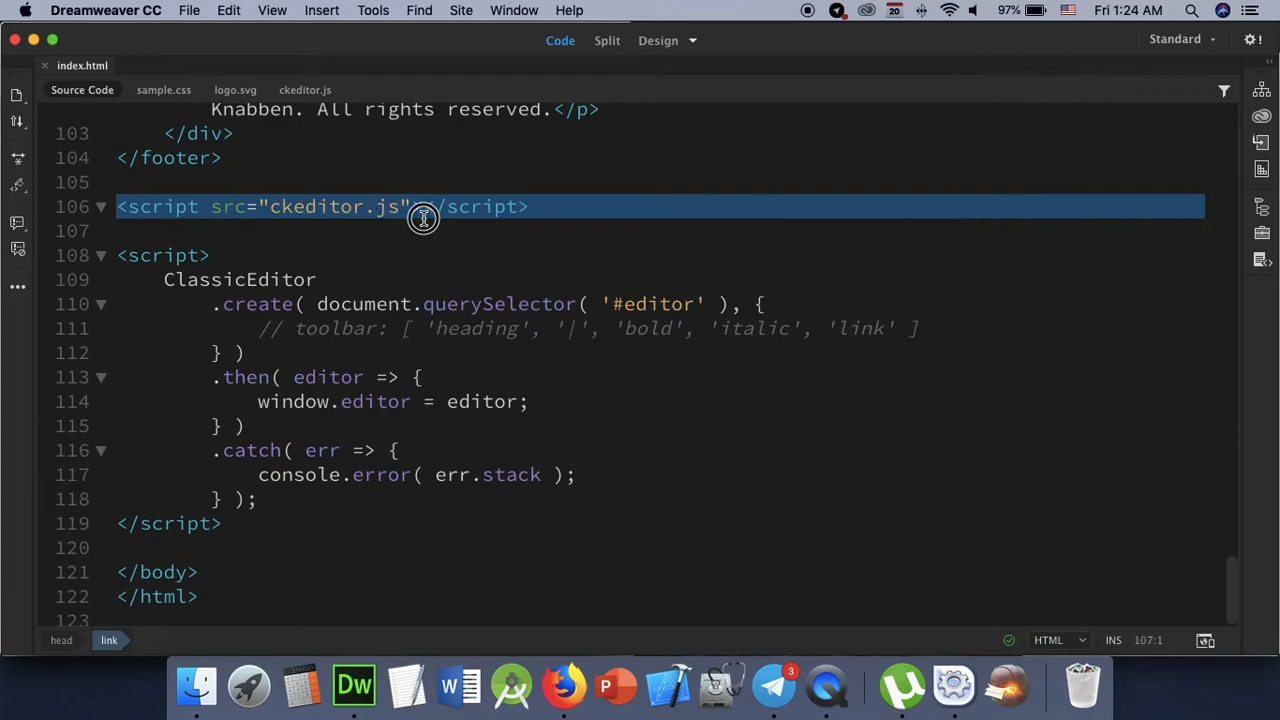 Dreamweaver CC File Edit View Insert Tools Find Site Window Help 20 97% Fri 1:24 AM
Code Split Design Standard
× index.html
Source Code sample.css logo.svg ckeditor.js
Knabben. All rights reserved.</p>
103 </div>
104 </footer>
105
106 <script src="ckeditor.js"></script>
107
108 <script>
109 ClassicEditor
110 .create( document.querySelector( '#editor' ), {
111 // toolbar: [ 'heading', '|', 'bold', 'italic', 'link' ]
112 } )
113 .then( editor => {
114 window.editor = editor;
115 } )
116 .catch( err => {
117 console.error( err.stack );
118 } );
119 </script>
120
121 </body>
122 </html>
123
head link HTML INS 107:1
Dw W P 3